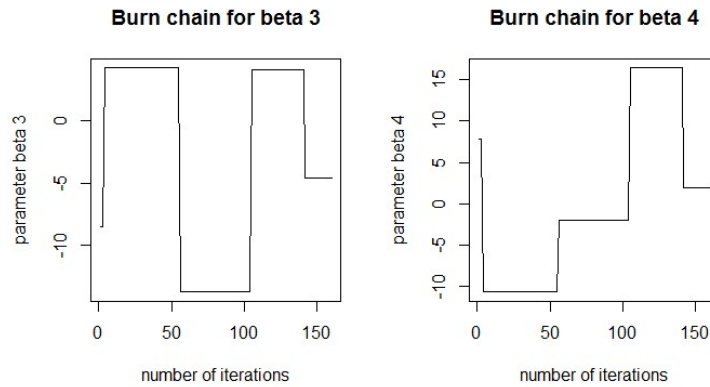 Burn chain for beta 3
parameter beta 3
0
-5
-10
0 50 100 150
number of iterations
Burn chain for beta 4
parameter beta 4
15
10
5
0
-5
-10
0 50 100 150
number of iterations